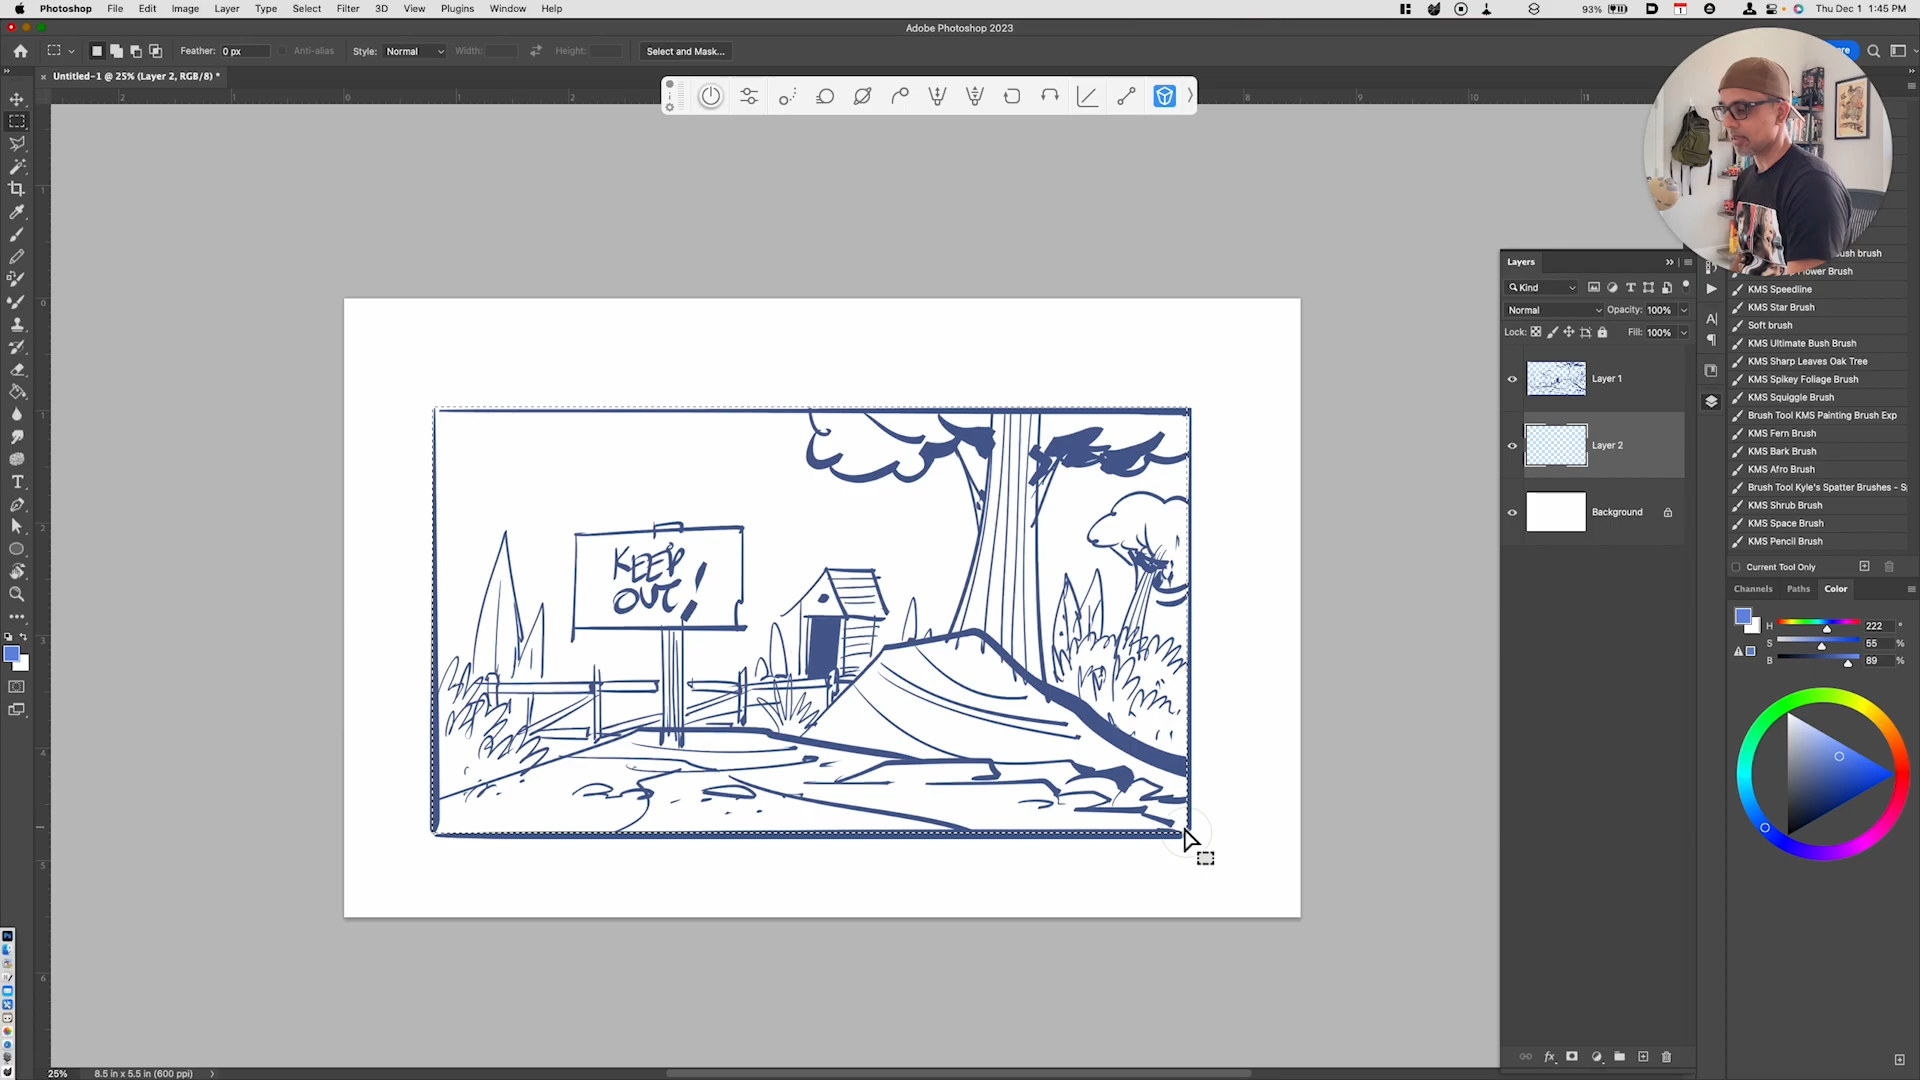 Photoshop File Edit Image Layer Type Select Filter 3D View Plugins Window Help
93% Thu Dec 1 1:45 PM
Adobe Photoshop 2023
Feather: 0 px Anti-alias Style: Normal Width: Height: Select and Mask...
Untitled-1 @ 25% (Layer 2, RGB/8) *
KEEP
OUT!
Layers
Kind
Normal Opacity: 100%
Lock: Fill: 100%
Layer 1
Layer 2
Background
KMS Speedline
KMS Star Brush
Soft brush
KMS Ultimate Bush Brush
KMS Sharp Leaves Oak Tree
KMS Spikey Foliage Brush
KMS Squiggle Brush
Brush Tool KMS Painting Brush Exp
KMS Fern Brush
KMS Bark Brush
KMS Afro Brush
Brush Tool Kyle's Spatter Brushes - S
KMS Shrub Brush
KMS Space Brush
KMS Pencil Brush
Current Tool Only
Channels Paths Color
H 222 °
S 55 %
B 89 %
25% 8.5 in x 5.5 in (600 ppi)